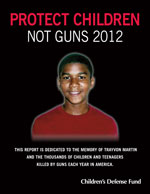 PROTECT CHILDREN
NOT GUNS 2012
THIS REPORT IS DEDICATED TO THE MEMORY OF TRAYVON MARTIN
AND THE THOUSANDS OF CHILDREN AND TEENAGERS
KILLED BY GUNS EACH YEAR IN AMERICA.
Children's Defense Fund